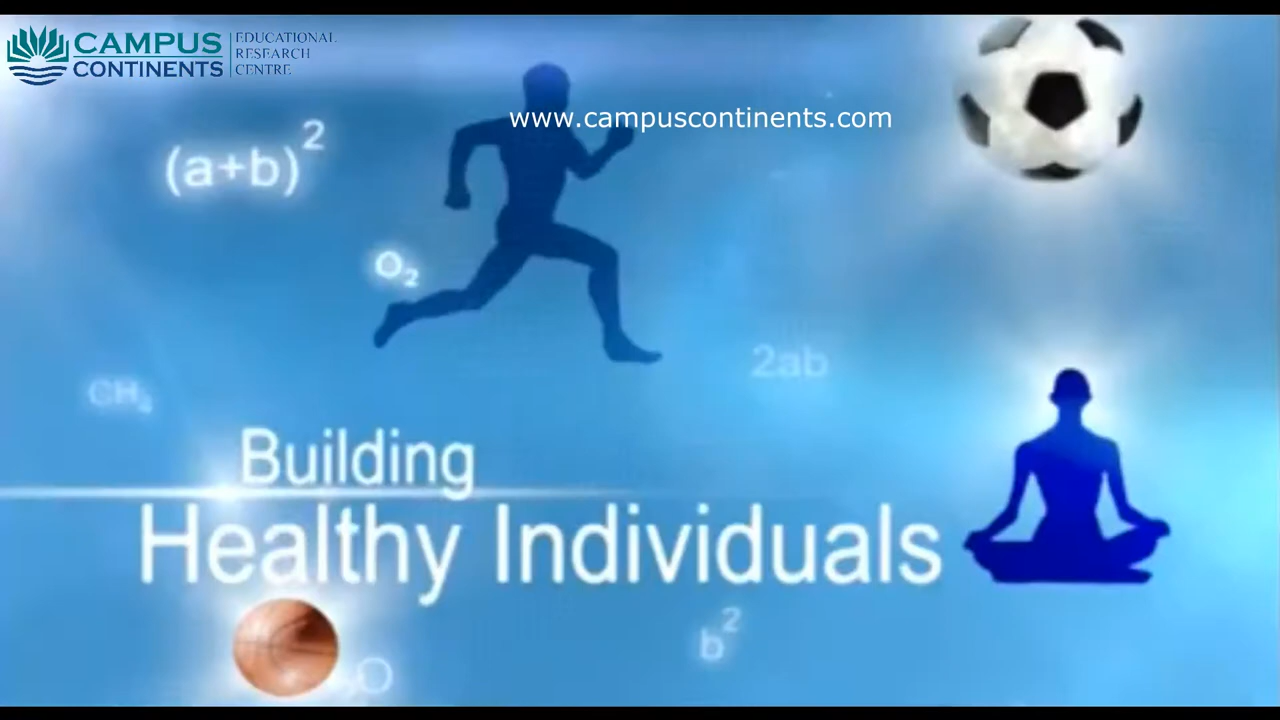 CAMPUS
CONTINENTS
EDUCATIONAL
RESEARCH
CENTRE
www.campuscontinents.com
(a+b)²
O₂
2ab
Building
Healthy Individuals
b²